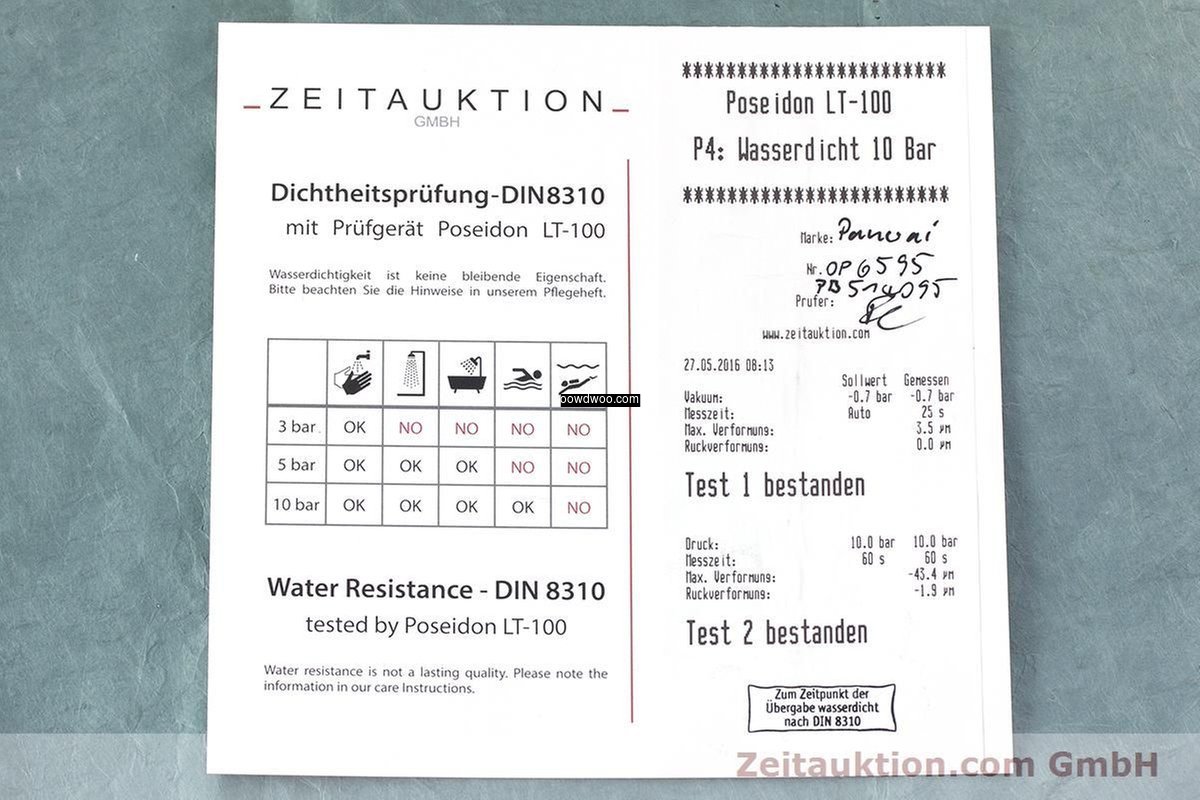 _ZEITAUKTION_
GMBH
Dichtheitsprüfung-DIN8310
mit Prüfgerät Poseidon LT-100
Wasserdichtigkeit ist keine bleibende Eigenschaft.
Bitte beachten Sie die Hinweise in unserem Pflegeheft.
3 bar OK NO NO NO NO
5 bar OK OK OK NO NO
10 bar OK OK OK OK NO
Water Resistance - DIN 8310
tested by Poseidon LT-100
Water resistance is not a lasting quality. Please note the
information in our care Instructions.
************************
Poseidon LT-100
P4: Wasserdicht 10 Bar
************************
Marke: Panerai
Nr. OP6595
PB514095
Prufer:
www.zeitauktion.com
27.05.2016 08:13
Sollwert Gemessen
Vakuum: -0.7 bar -0.7 bar
Messzeit: Auto 25 s
Max. Verformung: 3.5 µm
Ruckverformung: 0.0 µm
Test 1 bestanden
Druck: 10.0 bar 10.0 bar
Messzeit: 60 s 60 s
Max. Verformung: -43.4 µm
Ruckverformung: -1.9 µm
Test 2 bestanden
Zum Zeitpunkt der
Übergabe wasserdicht
nach DIN 8310
powdwoo.com
Zeitauktion.com GmbH